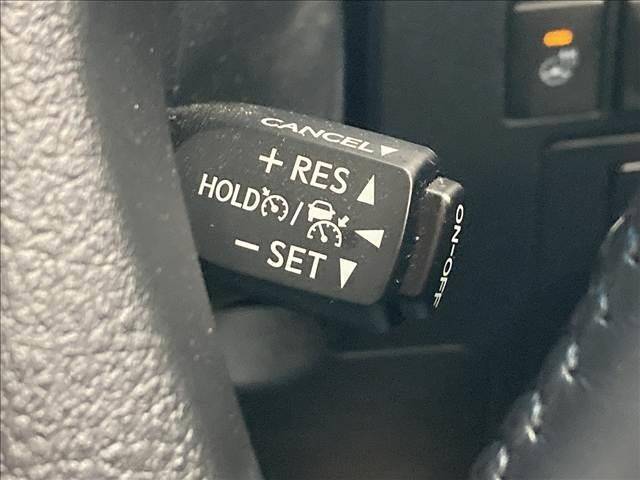 CANCEL▼
+ RES ▲
HOLD / ◀
− SET ▼
ON-OFF